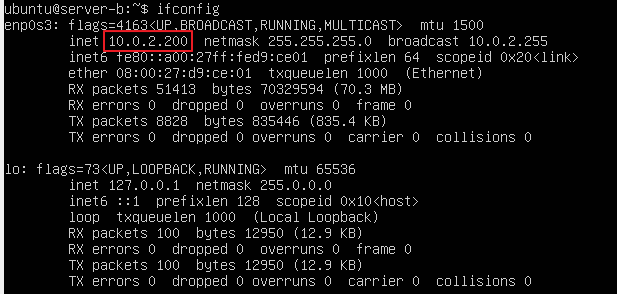 ubuntu@server-b:~$ ifconfig
enp0s3: flags=4163<UP,BROADCAST,RUNNING,MULTICAST>  mtu 1500
        inet 10.0.2.200  netmask 255.255.255.0  broadcast 10.0.2.255
        inet6 fe80::a00:27ff:fed9:ce01  prefixlen 64  scopeid 0x20<link>
        ether 08:00:27:d9:ce:01  txqueuelen 1000  (Ethernet)
        RX packets 51413  bytes 70329594 (70.3 MB)
        RX errors 0  dropped 0  overruns 0  frame 0
        TX packets 8828  bytes 835446 (835.4 KB)
        TX errors 0  dropped 0 overruns 0  carrier 0  collisions 0

lo: flags=73<UP,LOOPBACK,RUNNING>  mtu 65536
        inet 127.0.0.1  netmask 255.0.0.0
        inet6 ::1  prefixlen 128  scopeid 0x10<host>
        loop  txqueuelen 1000  (Local Loopback)
        RX packets 100  bytes 12950 (12.9 KB)
        RX errors 0  dropped 0  overruns 0  frame 0
        TX packets 100  bytes 12950 (12.9 KB)
        TX errors 0  dropped 0 overruns 0  carrier 0  collisions 0